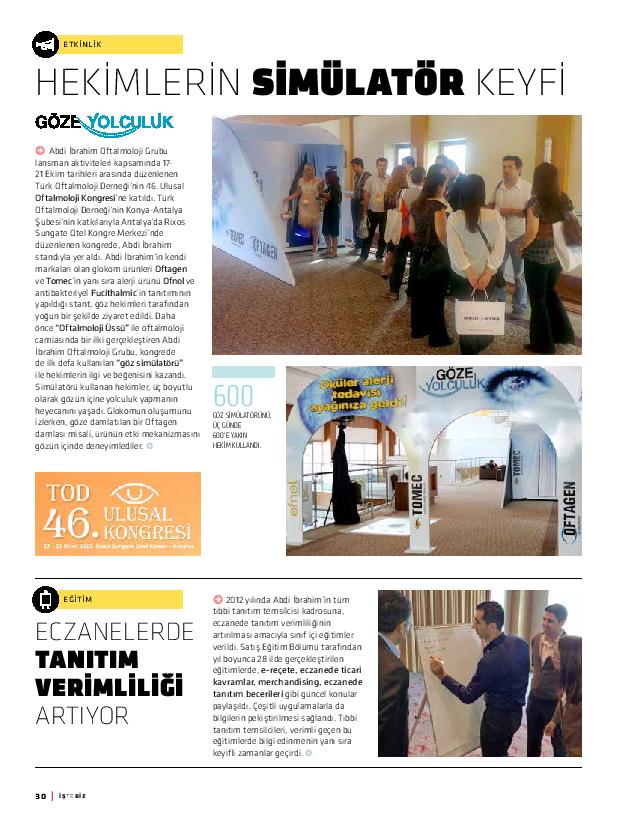 ETKİNLİK
HEKİMLERİN SİMÜLATÖR KEYFİ
GÖZE YOLCULUK
Abdi İbrahim Oftalmoloji Grubu
lansman aktiviteleri kapsamında 17-
21 Ekim tarihleri arasında düzenlenen
Türk Oftalmoloji Derneği'nin 46. Ulusal
Oftalmoloji Kongresi'ne katıldı. Türk
Oftalmoloji Derneği'nin Konya-Antalya
Şubesi'nin katkılarıyla Antalya'da Rixos
Sungate Otel Kongre Merkezi'nde
düzenlenen kongrede, Abdi İbrahim
standıyla yer aldı. Abdi İbrahim'in kendi
markaları olan glokom ürünleri Oftagen
ve Tomec'in yanı sıra alerji ürünü Ofnol ve
antibakteriyel Fucithalmic'in tanıtımının
yapıldığı stant, göz hekimleri tarafından
yoğun bir şekilde ziyaret edildi. Daha
önce "Oftalmoloji Üssü" ile oftalmoloji
camiasında bir ilki gerçekleştiren Abdi
İbrahim Oftalmoloji Grubu, kongrede
de ilk defa kullanılan "göz simülatörü"
ile hekimlerin ilgi ve beğenisini kazandı.
Simülatörü kullanan hekimler, üç boyutlu
olarak gözün içine yolculuk yapmanın
heyecanını yaşadı. Glokomun oluşumunu
izlerken, göze damlatılan bir Oftagen
damlası misali, ürünün etki mekanizmasını
gözün içinde deneyimlediler.
TOMEC
OFTAGEN
600
GÖZ SİMÜLATÖRÜNÜ,
ÜÇ GÜNDE
600'E YAKIN
HEKİM KULLANDI.
Oküler alerji
tedavisi
ayağınıza geldi!
GÖZE
YOLCULUK
ofnol
TOMEC
TOMEC
OFTAGEN
TOD
46. ULUSAL
KONGRESİ
17 - 21 Ekim 2012 Rixos Sungate Otel Kemer - Antalya
EĞİTİM
ECZANELERDE
TANITIM
VERİMLİLİĞİ
ARTIYOR
2012 yılında Abdi İbrahim'in tüm
tıbbi tanıtım temsilcisi kadrosuna,
eczanede tanıtım verimliliğinin
artırılması amacıyla sınıf içi eğitimler
verildi. Satış Eğitim Bölümü tarafından
yıl boyunca 28 ilde gerçekleştirilen
eğitimlerde, e-reçete, eczanede ticari
kavramlar, merchandising, eczanede
tanıtım becerileri gibi güncel konular
paylaşıldı. Çeşitli uygulamalarla da
bilgilerin pekiştirilmesi sağlandı. Tıbbi
tanıtım temsilcileri, verimli geçen bu
eğitimlerde bilgi edinmenin yanı sıra
keyifli zamanlar geçirdi.
30 | İŞTE BİZ